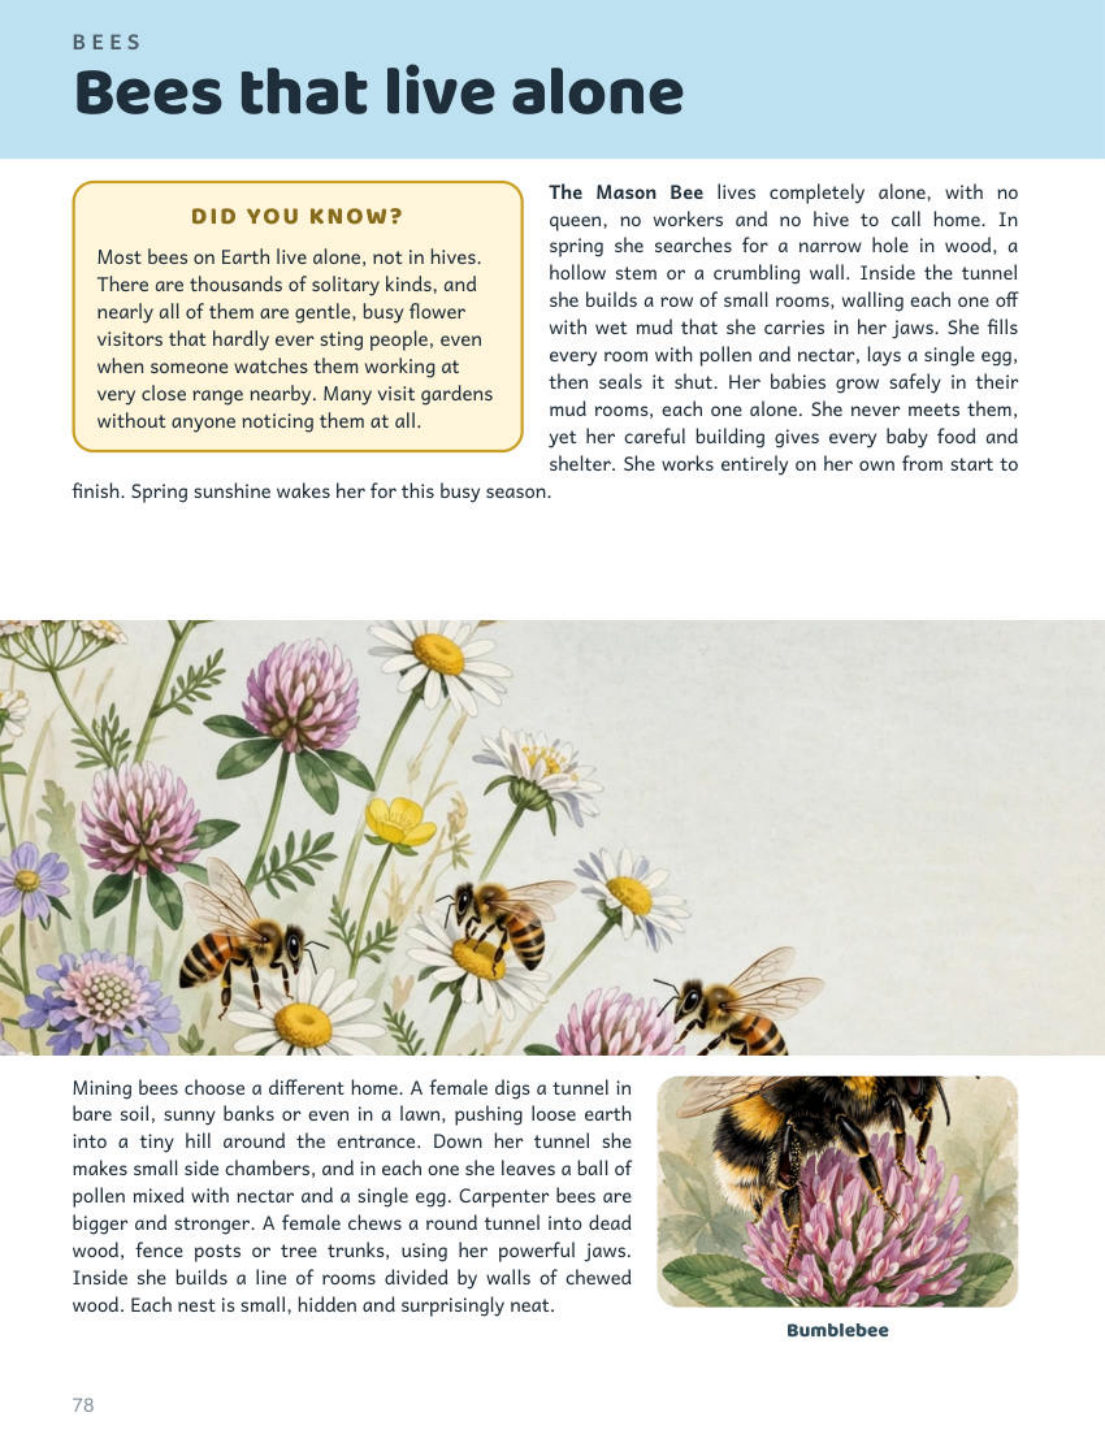 BEES
Bees that live alone
DID YOU KNOW?
Most bees on Earth live alone, not in hives.
There are thousands of solitary kinds, and
nearly all of them are gentle, busy flower
visitors that hardly ever sting people, even
when someone watches them working at
very close range nearby. Many visit gardens
without anyone noticing them at all.
The Mason Bee lives completely alone, with no
queen, no workers and no hive to call home. In
spring she searches for a narrow hole in wood, a
hollow stem or a crumbling wall. Inside the tunnel
she builds a row of small rooms, walling each one off
with wet mud that she carries in her jaws. She fills
every room with pollen and nectar, lays a single egg,
then seals it shut. Her babies grow safely in their
mud rooms, each one alone. She never meets them,
yet her careful building gives every baby food and
shelter. She works entirely on her own from start to
finish. Spring sunshine wakes her for this busy season.
Mining bees choose a different home. A female digs a tunnel in
bare soil, sunny banks or even in a lawn, pushing loose earth
into a tiny hill around the entrance. Down her tunnel she
makes small side chambers, and in each one she leaves a ball of
pollen mixed with nectar and a single egg. Carpenter bees are
bigger and stronger. A female chews a round tunnel into dead
wood, fence posts or tree trunks, using her powerful jaws.
Inside she builds a line of rooms divided by walls of chewed
wood. Each nest is small, hidden and surprisingly neat.
Bumblebee
78